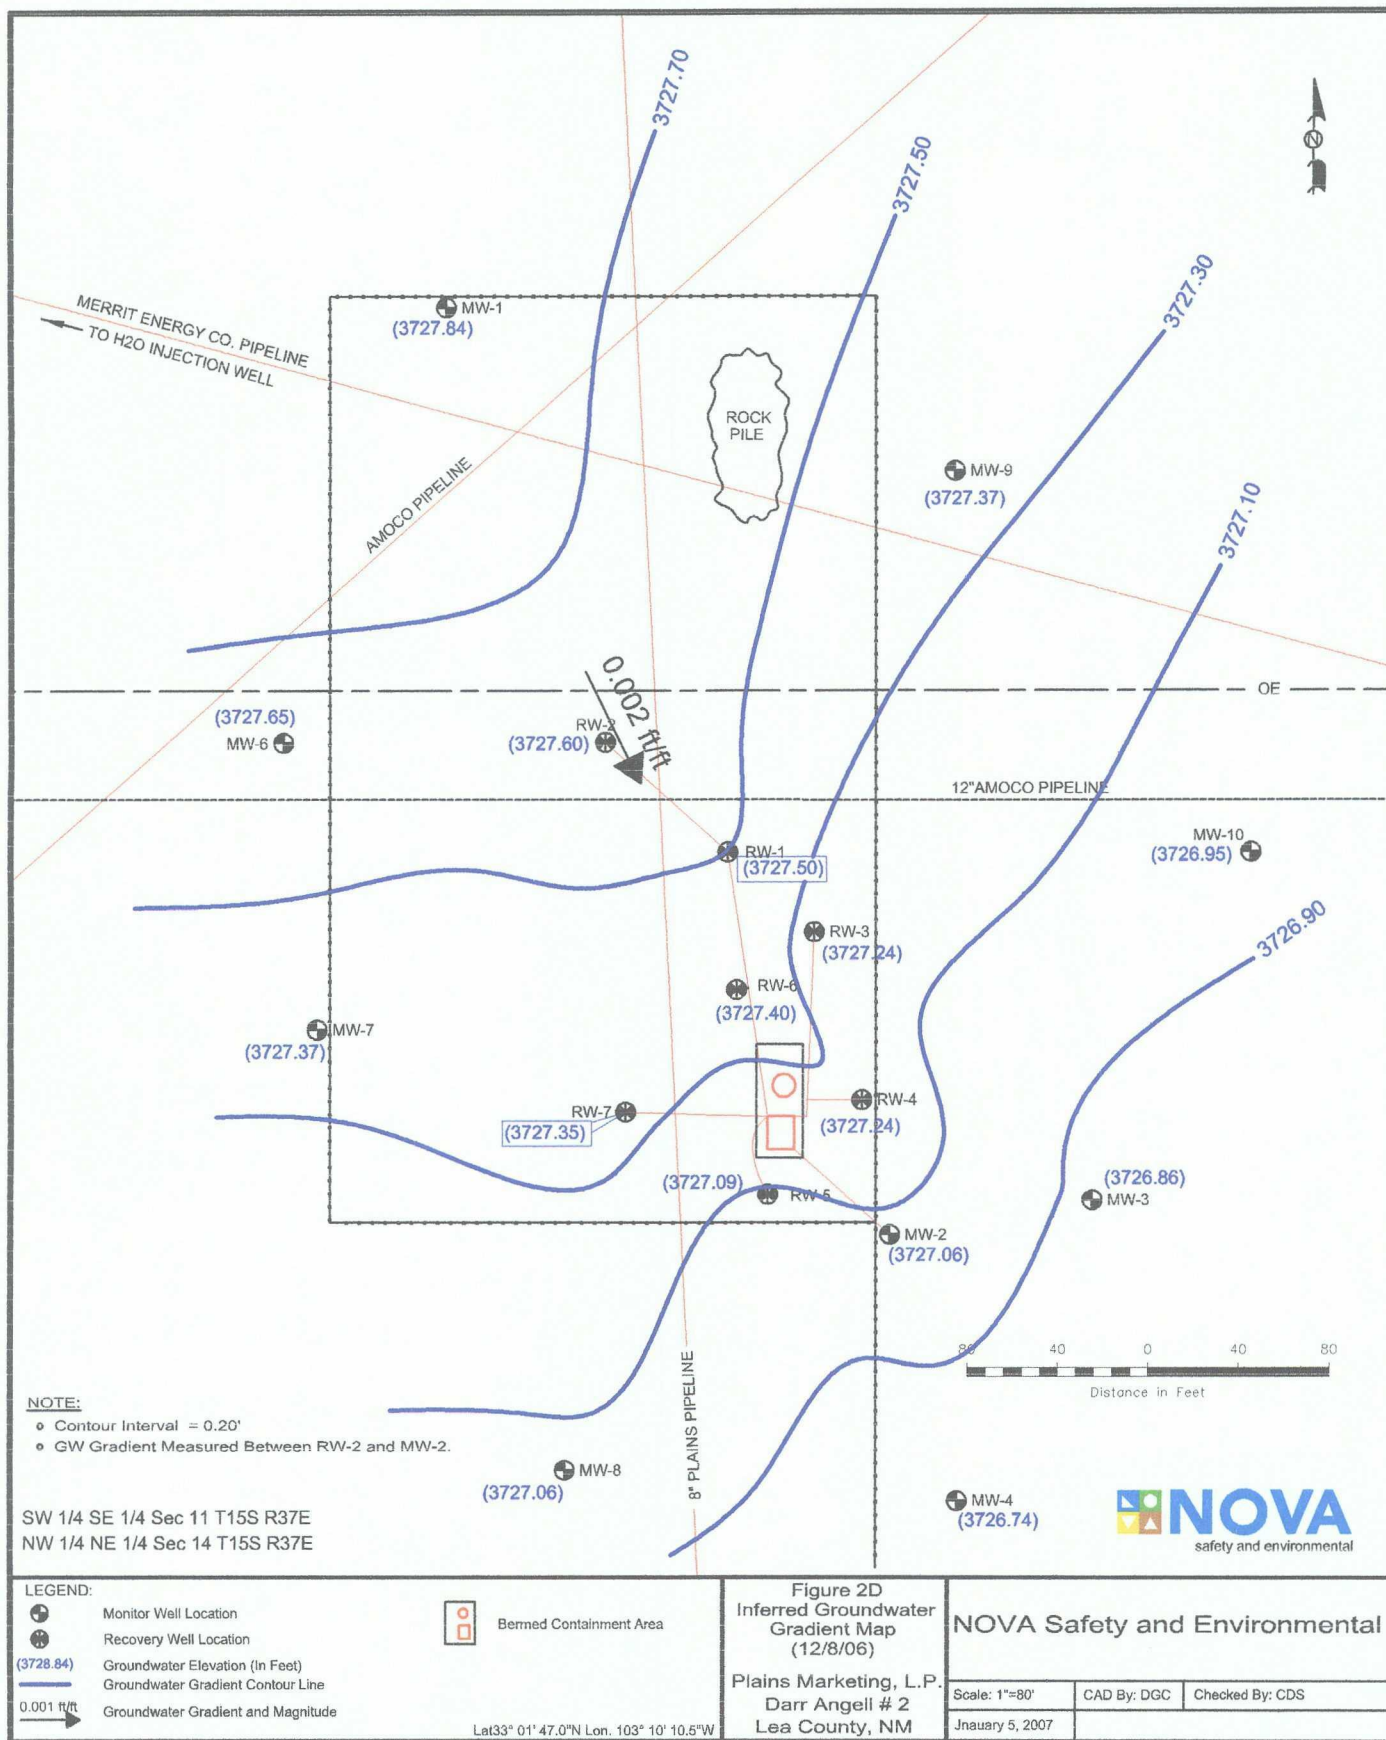 3727.70
3727.50
3727.30
3727.10
3726.90
N
MERRIT ENERGY CO. PIPELINE
TO H2O INJECTION WELL
MW-1
(3727.84)
ROCK
PILE
AMOCO PIPELINE
MW-9
(3727.37)
0.002 ft/ft
OE
(3727.65)
MW-6
RW-2
(3727.60)
12"AMOCO PIPELINE
RW-1
(3727.50)
MW-10
(3726.95)
RW-3
(3727.24)
RW-6
(3727.40)
MW-7
(3727.37)
RW-7
(3727.35)
RW-4
(3727.24)
(3727.09)
RW-5
(3726.86)
MW-3
MW-2
(3727.06)
80 40 0 40 80
Distance in Feet
8" PLAINS PIPELINE
NOTE:
Contour Interval = 0.20'
GW Gradient Measured Between RW-2 and MW-2.
MW-8
(3727.06)
MW-4
(3726.74)
SW 1/4 SE 1/4 Sec 11 T15S R37E
NW 1/4 NE 1/4 Sec 14 T15S R37E
NOVA
safety and environmental
LEGEND:
Monitor Well Location
Recovery Well Location
(3728.84) Groundwater Elevation (In Feet)
Groundwater Gradient Contour Line
0.001 ft/ft Groundwater Gradient and Magnitude
Bermed Containment Area
Lat33° 01' 47.0"N Lon. 103° 10' 10.5"W
Figure 2D
Inferred Groundwater
Gradient Map
(12/8/06)
Plains Marketing, L.P.
Darr Angell # 2
Lea County, NM
NOVA Safety and Environmental
Scale: 1"=80' CAD By: DGC Checked By: CDS
Jnauary 5, 2007